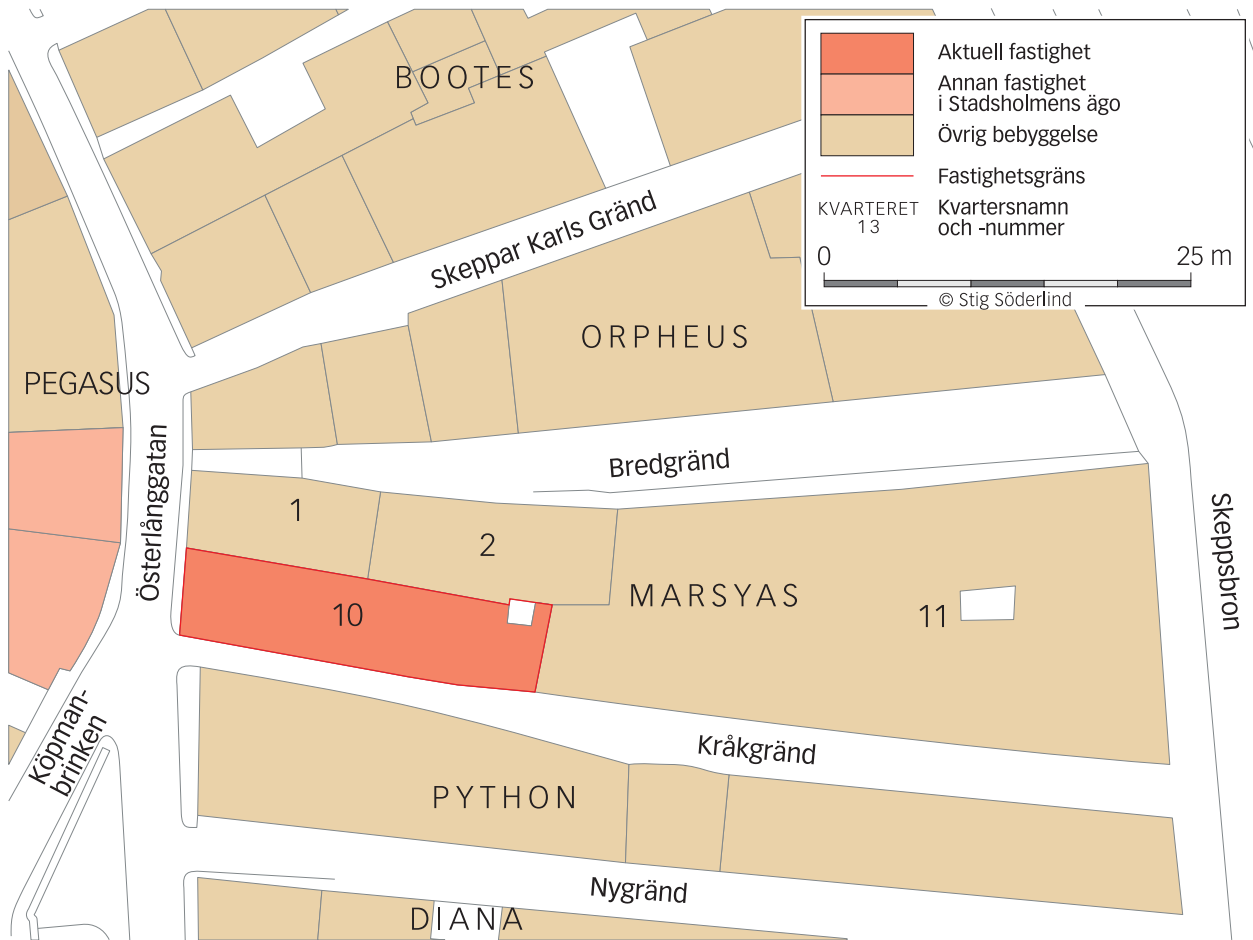 BOOTES
Aktuell fastighet
Annan fastighet
i Stadsholmens ägo
Övrig bebyggelse
Fastighetsgräns
KVARTERET
13
Kvartersnamn
och -nummer
0
25 m
© Stig Söderlind
Skeppar Karls Gränd
ORPHEUS
PEGASUS
Österlånggatan
Bredgränd
1
2
MARSYAS
10
11
Skeppsbron
Köpman-
brinken
Kråkgränd
PYTHON
Nygränd
DIANA